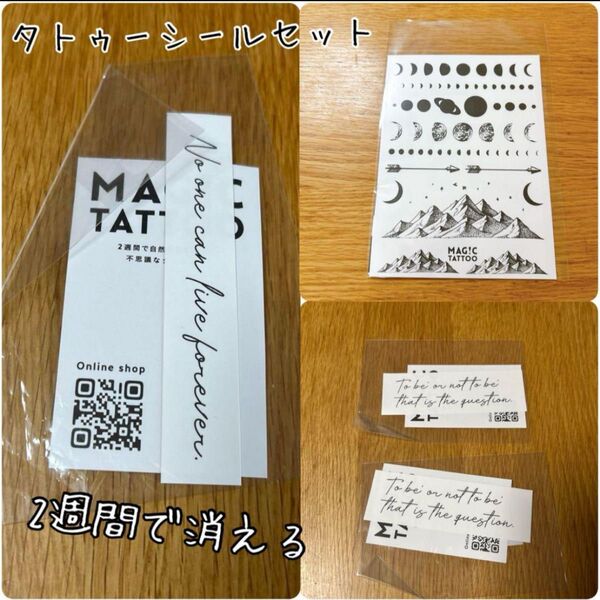 タトゥーシールセット
MAG!C
TATTOO
2週間で自然
不思議な
Online shop
No one can live forever.
2週間で消える
MAG!C
TATTOO
To be or not to be
that is the question.
To be or not to be
that is the question.
Online